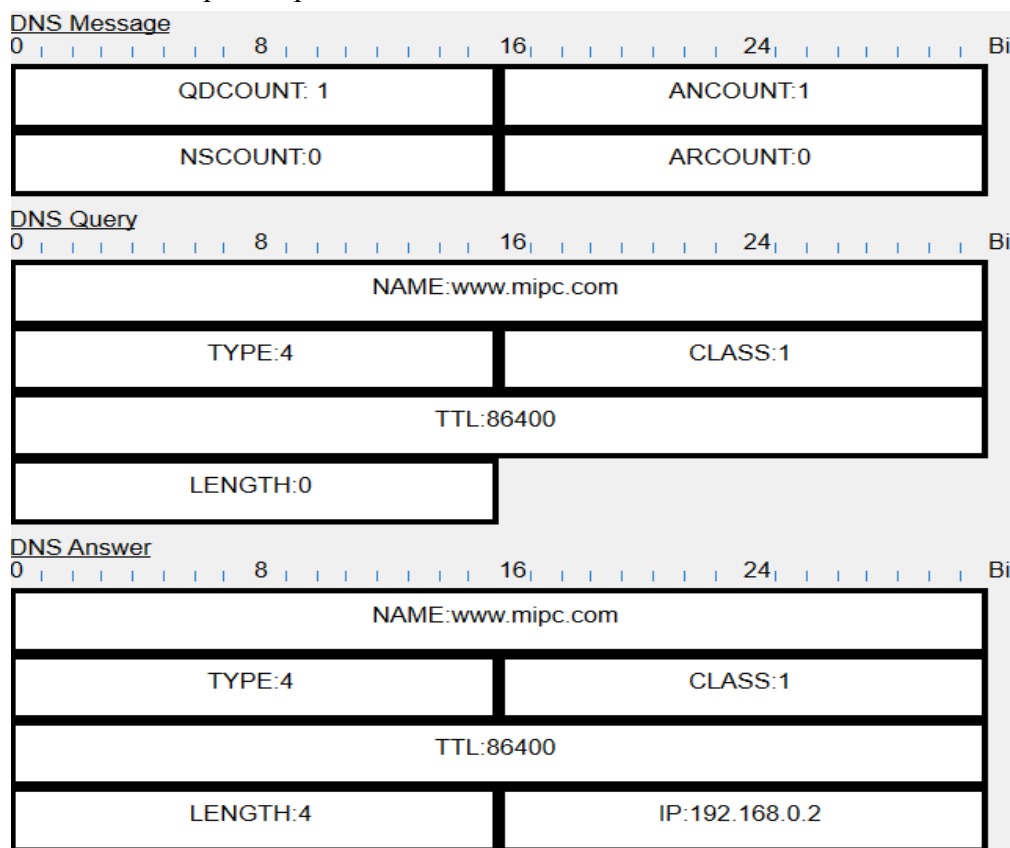 DNS Message
0 8 16 24 Bi
QDCOUNT: 1 ANCOUNT:1
NSCOUNT:0 ARCOUNT:0
DNS Query
0 8 16 24 Bi
NAME:www.mipc.com
TYPE:4 CLASS:1
TTL:86400
LENGTH:0
DNS Answer
0 8 16 24 Bi
NAME:www.mipc.com
TYPE:4 CLASS:1
TTL:86400
LENGTH:4 IP:192.168.0.2